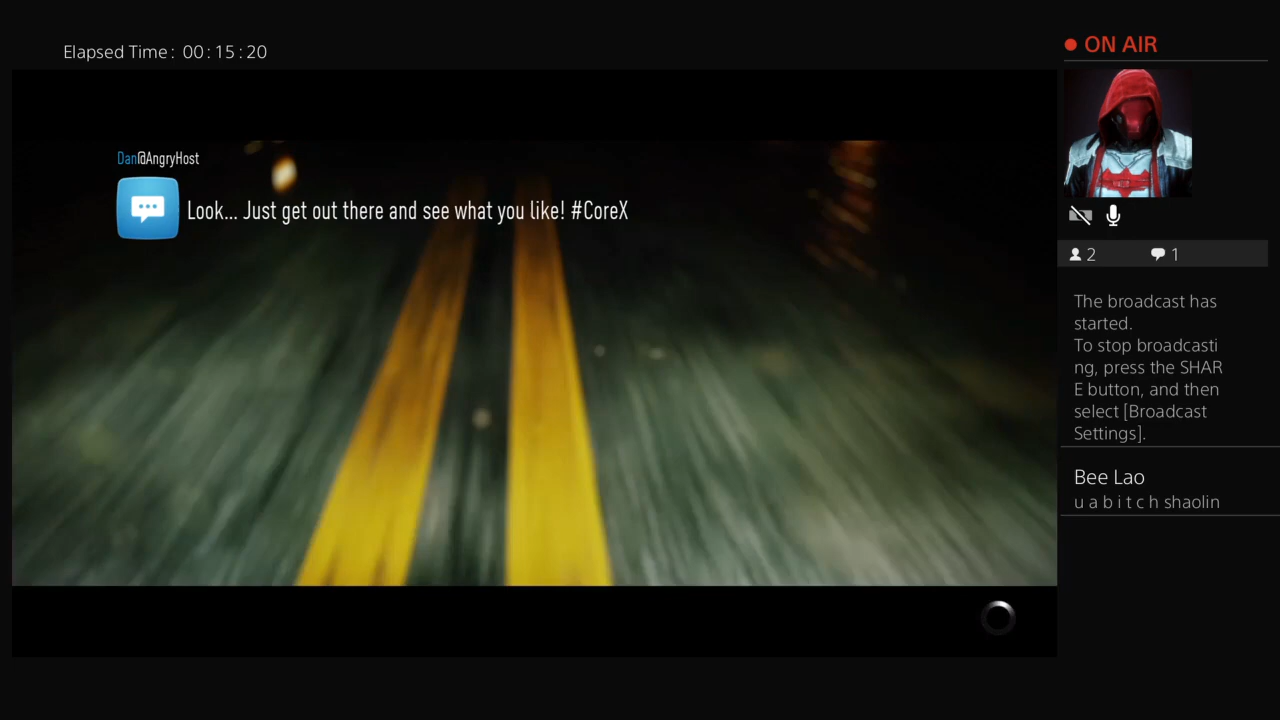 Elapsed Time: 00:15:20
ON AIR
Dan@AngryHost
Look... Just get out there and see what you like! #CoreX
2 1
The broadcast has
started.
To stop broadcasti
ng, press the SHAR
E button, and then
select [Broadcast
Settings].
Bee Lao
u a b i t c h shaolin